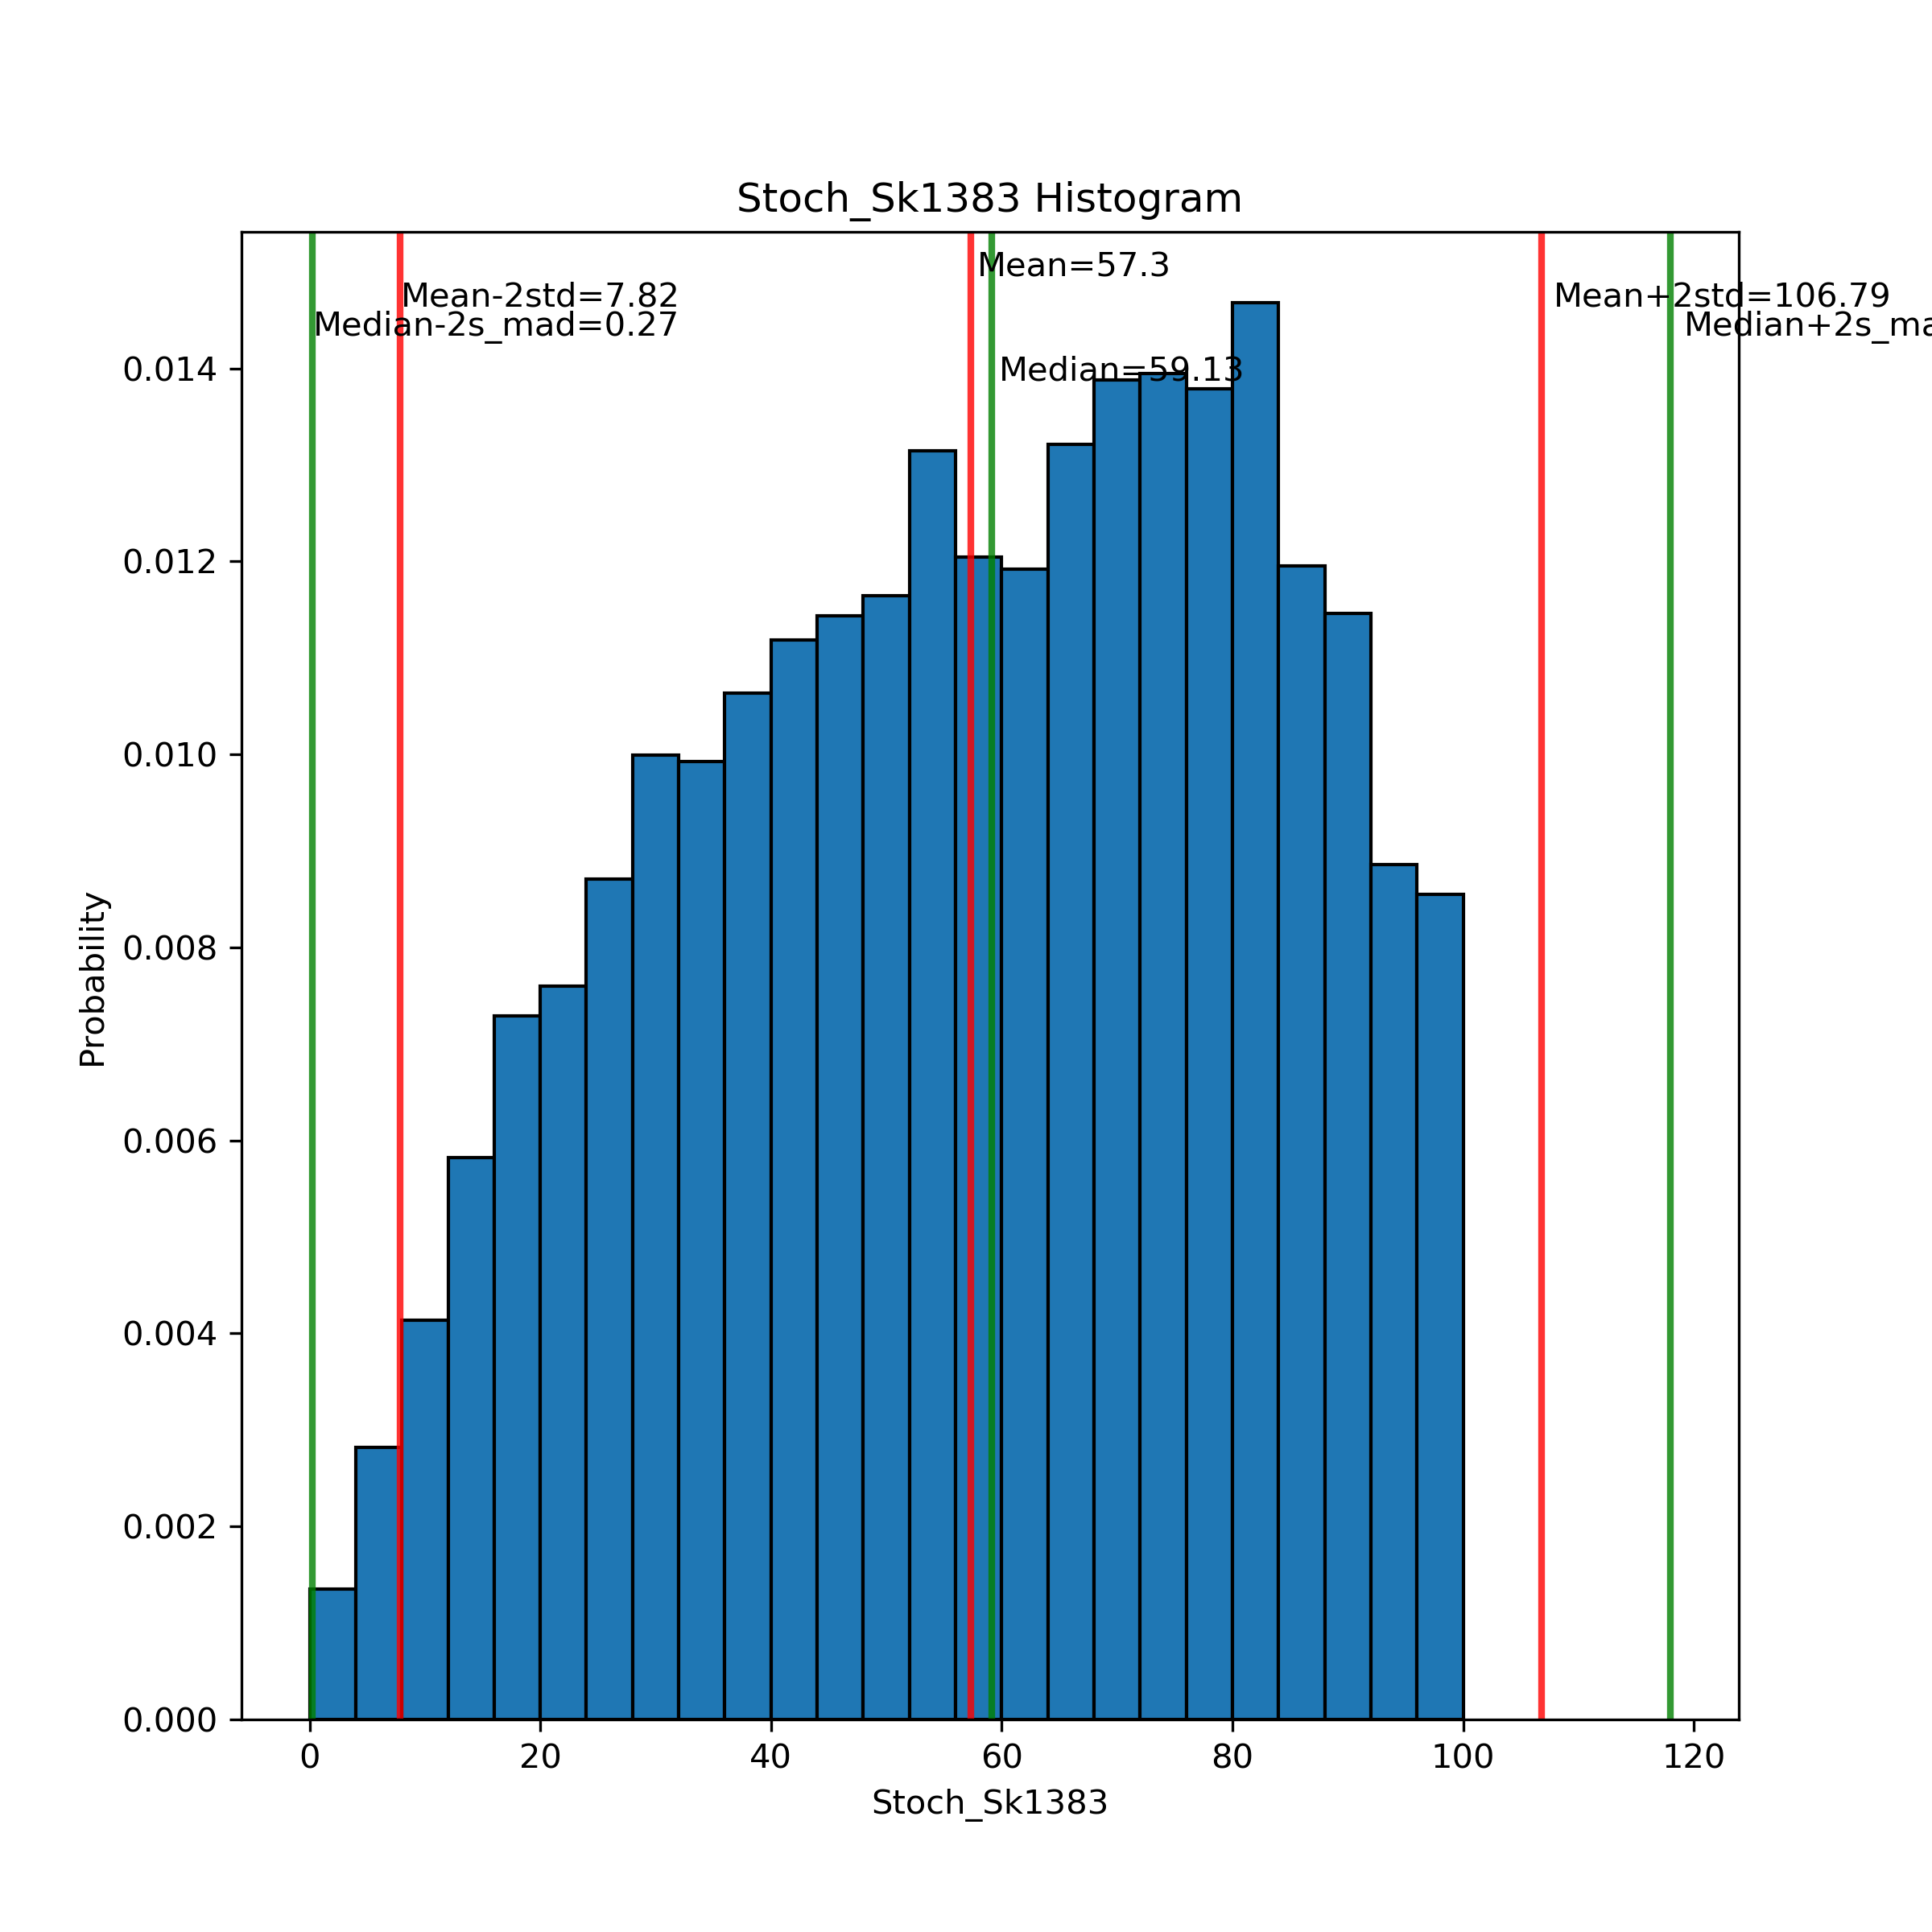 Stoch_Sk1383 Histogram
Mean=57.3
Mean-2std=7.82
Mean+2std=106.79
Median-2s_mad=0.27
Median+2s_ma
Median=59.13
0.014
0.012
0.010
0.008
0.006
0.004
0.002
0.000
Probability
0 20 40 60 80 100 120
Stoch_Sk1383